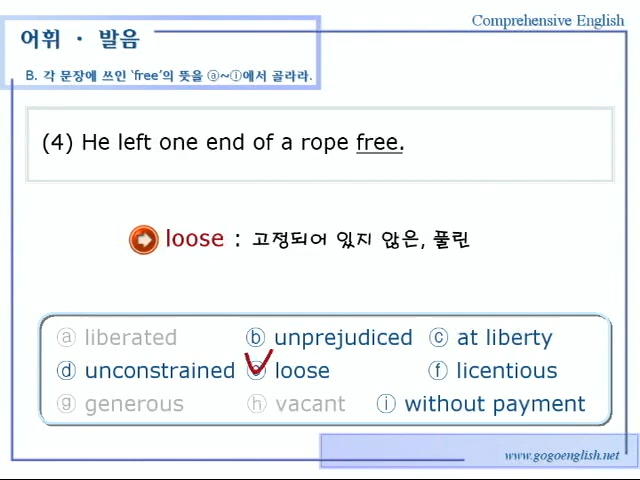 Comprehensive English
어휘 · 발음
B. 각 문장에 쓰인 'free'의 뜻을 ⓐ~ⓘ에서 골라라.
(4) He left one end of a rope free.
loose : 고정되어 있지 않은, 풀린
ⓐ liberated ⓑ unprejudiced ⓒ at liberty
ⓓ unconstrained ⓔ loose ⓕ licentious
ⓖ generous ⓗ vacant ⓘ without payment
www.gogoenglish.net